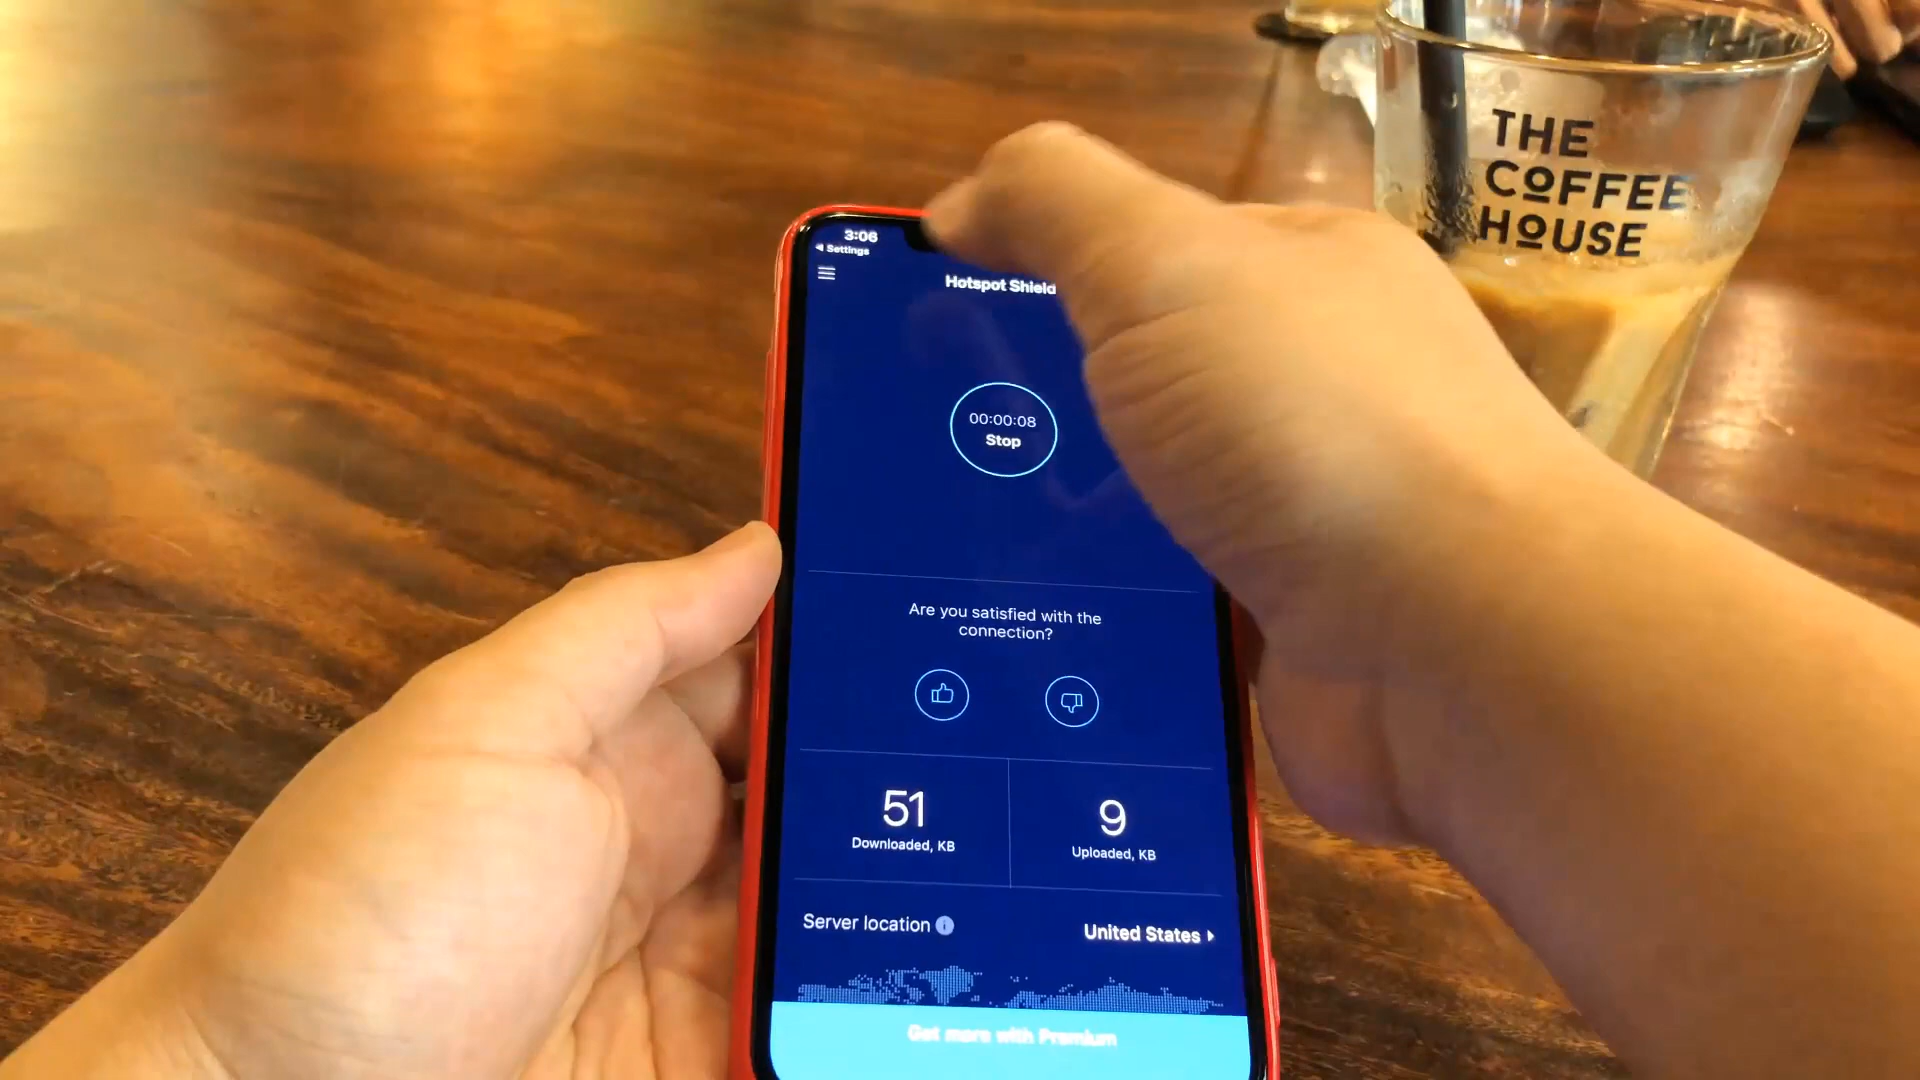 THE
COFFEE
HOUSE
3:06
Settings
Hotspot Shield
00:00:08
Stop
Are you satisfied with the
connection?
51
Downloaded, KB
9
Uploaded, KB
Server location
United States
Get more with Premium